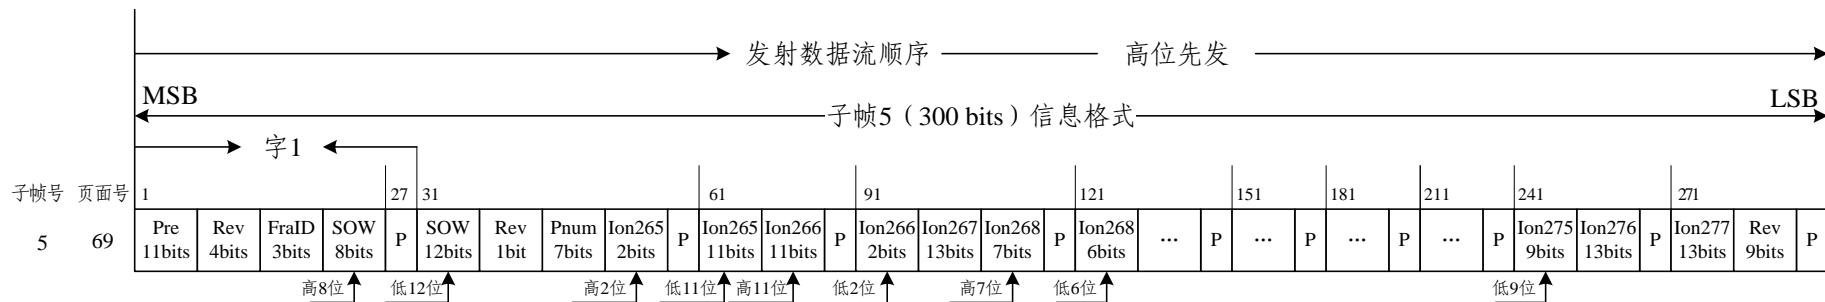 发射数据流顺序 高位先发
MSB LSB
子帧5（300 bits）信息格式
字1
子帧号 页面号 1 27 31 61 91 121 151 181 211 241 271
5 69 Pre 11bits Rev 4bits FraID 3bits SOW 8bits P SOW 12bits Rev 1bit Pnum 7bits Ion265 2bits P Ion265 11bits Ion266 11bits P Ion266 2bits Ion267 13bits Ion268 7bits P Ion268 6bits ... P ... P ... P ... P Ion275 9bits Ion276 13bits P Ion277 13bits Rev 9bits P
高8位 低12位 高2位 低11位 高11位 低2位 高7位 低6位 低9位